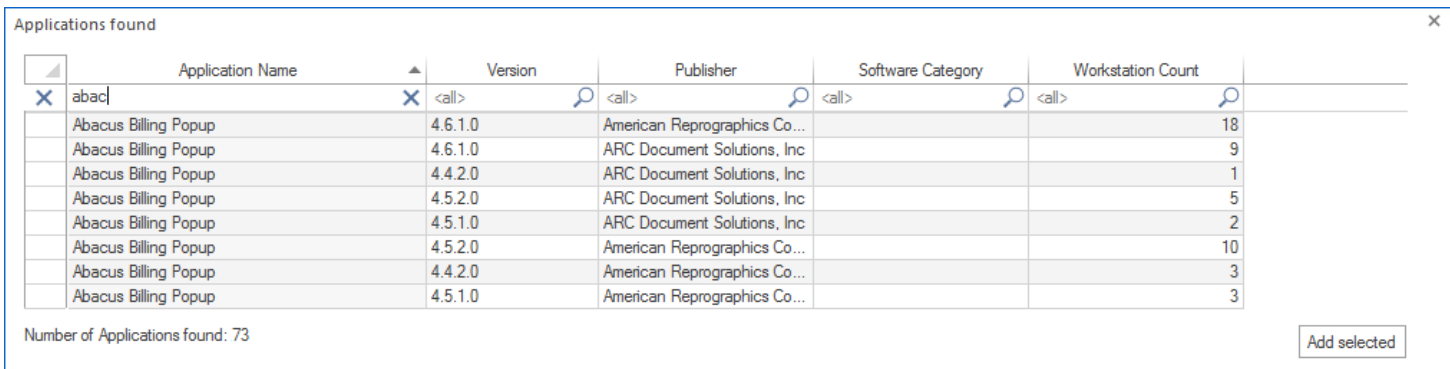 Applications found
Application Name Version Publisher Software Category Workstation Count
abac <all> <all> <all> <all>
Abacus Billing Popup 4.6.1.0 American Reprographics Co... 18
Abacus Billing Popup 4.6.1.0 ARC Document Solutions, Inc 9
Abacus Billing Popup 4.4.2.0 ARC Document Solutions, Inc 1
Abacus Billing Popup 4.5.2.0 ARC Document Solutions, Inc 5
Abacus Billing Popup 4.5.1.0 ARC Document Solutions, Inc 2
Abacus Billing Popup 4.5.2.0 American Reprographics Co... 10
Abacus Billing Popup 4.4.2.0 American Reprographics Co... 3
Abacus Billing Popup 4.5.1.0 American Reprographics Co... 3
Number of Applications found: 73
Add selected